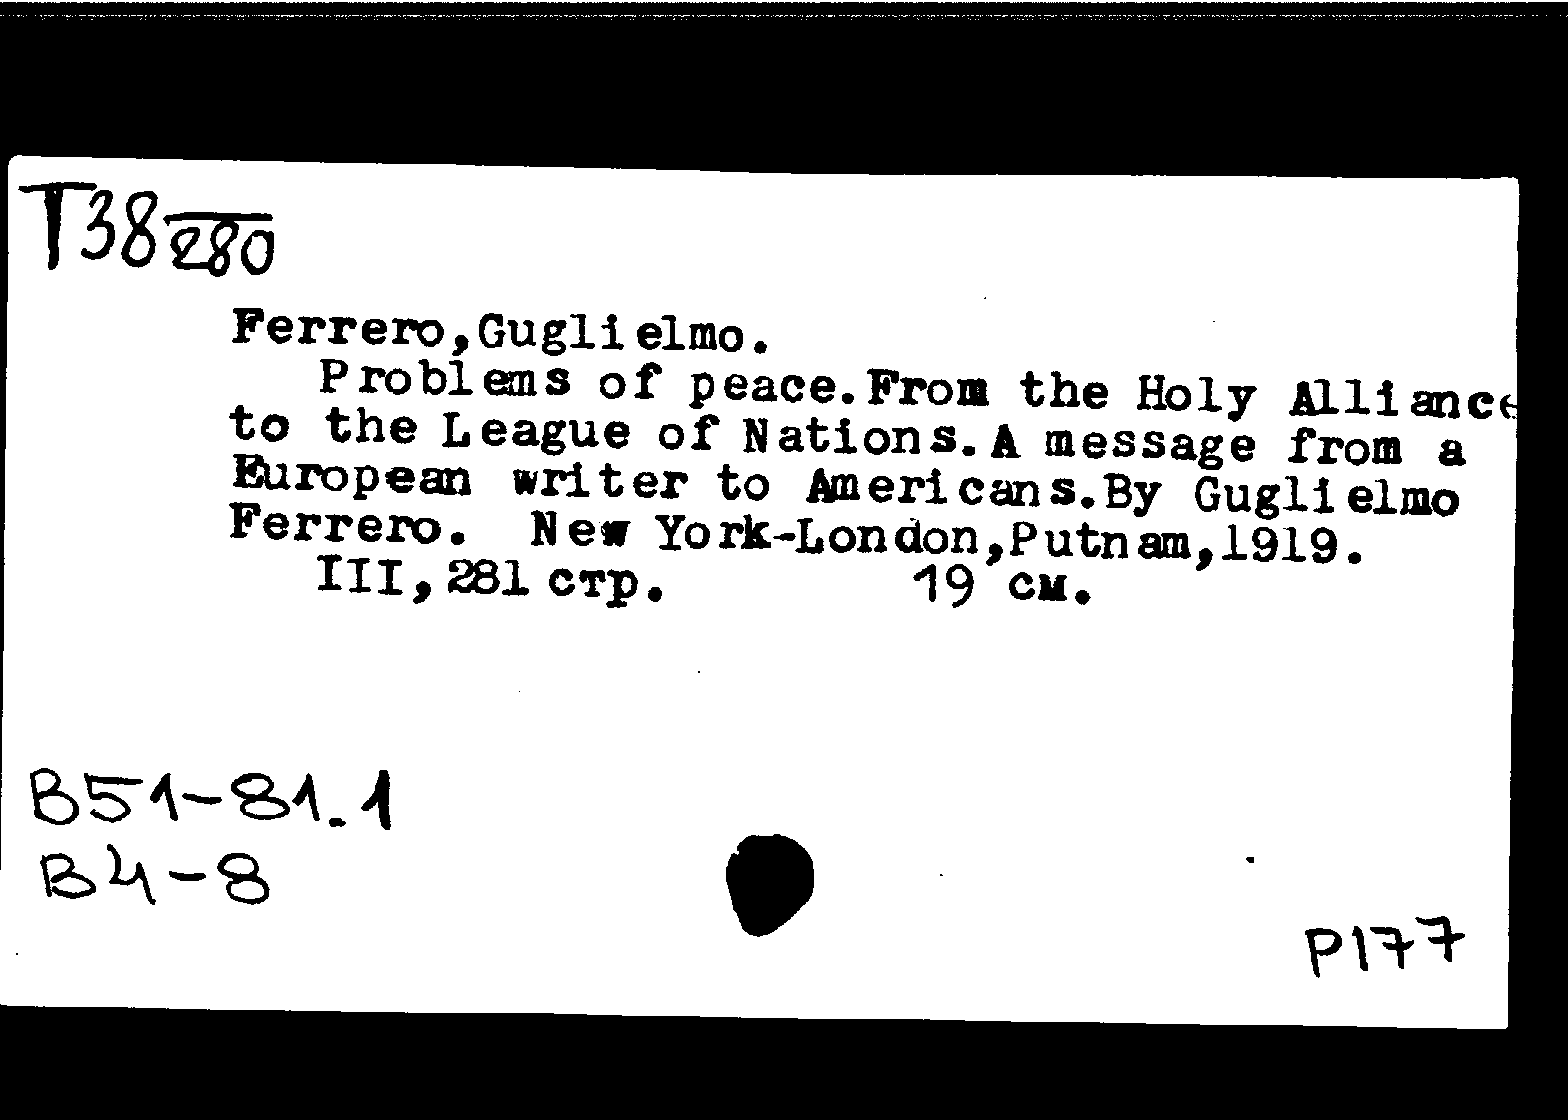 T38 280
Ferrero,Guglielmo.
Problems of peace.From the Holy Alliance
to the League of Nations.A message from a
European writer to Americans.By Guglielmo
Ferrero. New York-London,Putnam,1919.
III,281 стр. 19 см.
B51-81.1
B4-8
P177